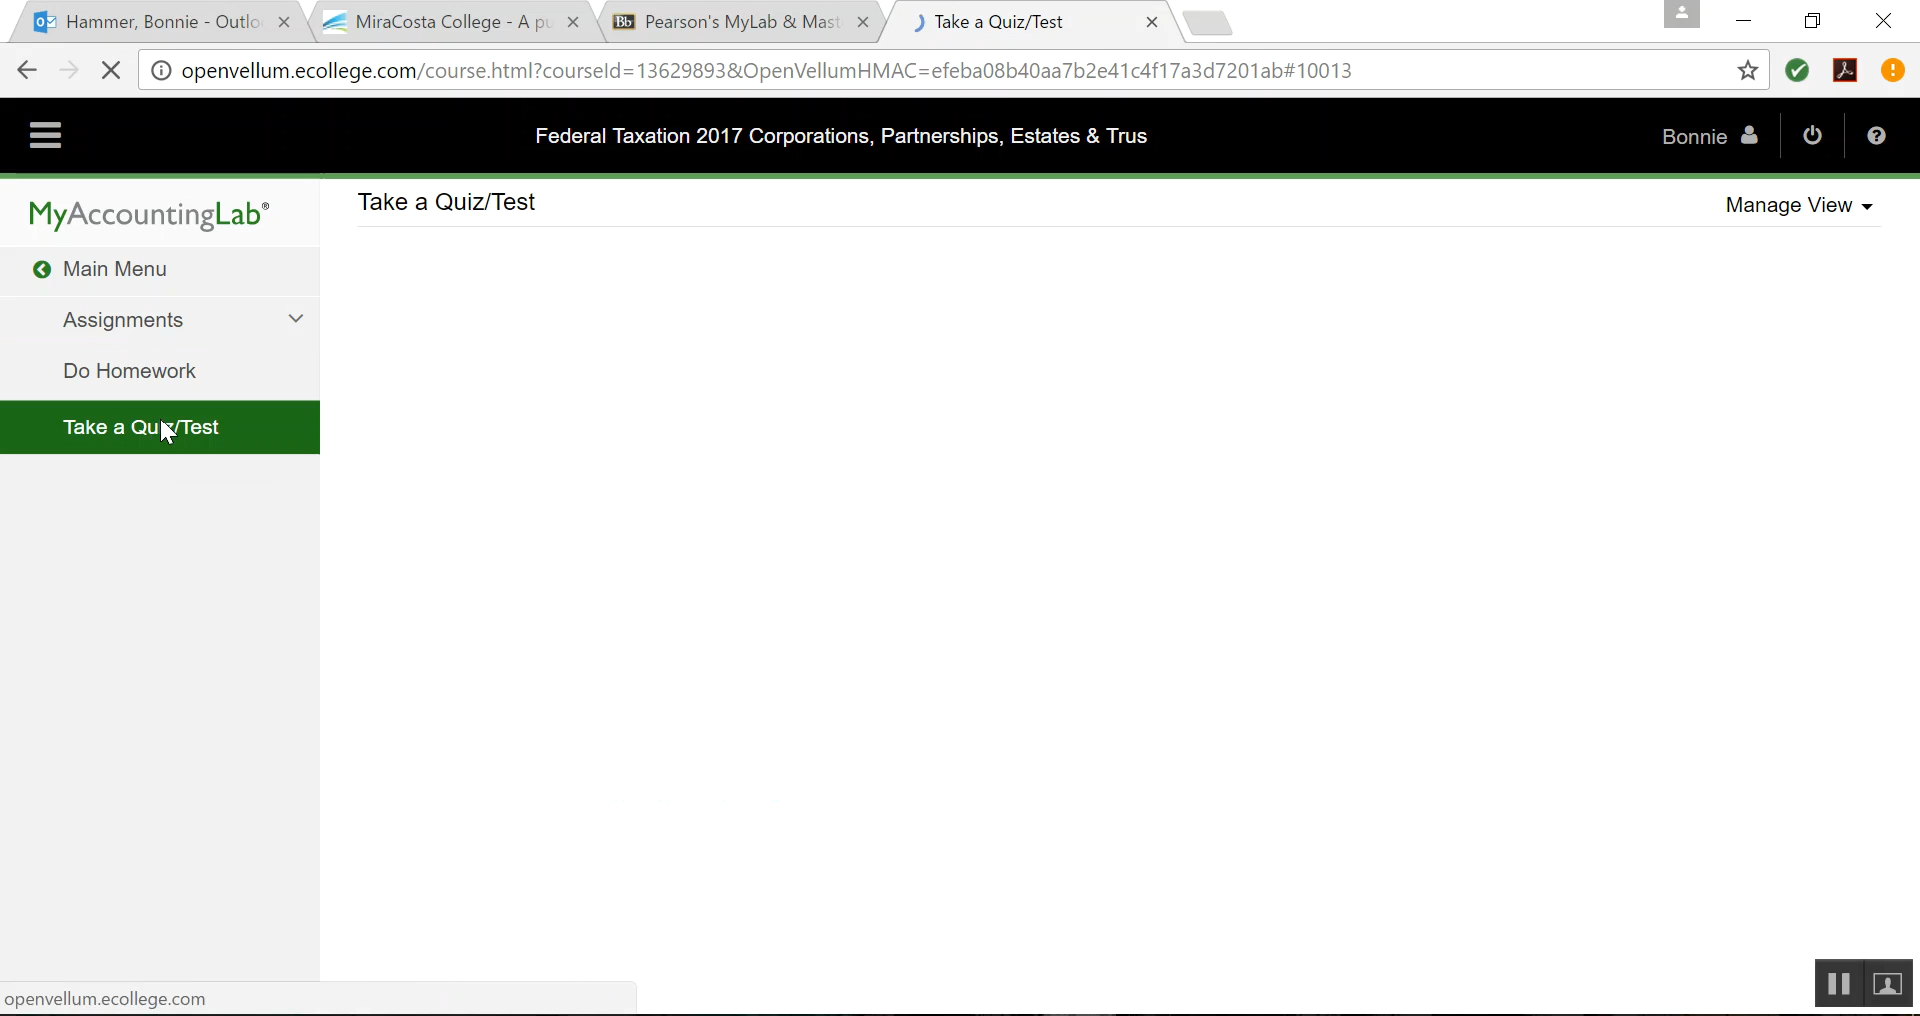 Hammer, Bonnie - Outlo
MiraCosta College - A pu
Bb Pearson's MyLab & Mast
Take a Quiz/Test
openvellum.ecollege.com/course.html?courseId=13629893&OpenVellumHMAC=efeba08b40aa7b2e41c4f17a3d7201ab#10013
Federal Taxation 2017 Corporations, Partnerships, Estates & Trus
Bonnie
MyAccountingLab®
Take a Quiz/Test
Manage View
Main Menu
Assignments
Do Homework
Take a Quiz/Test
openvellum.ecollege.com